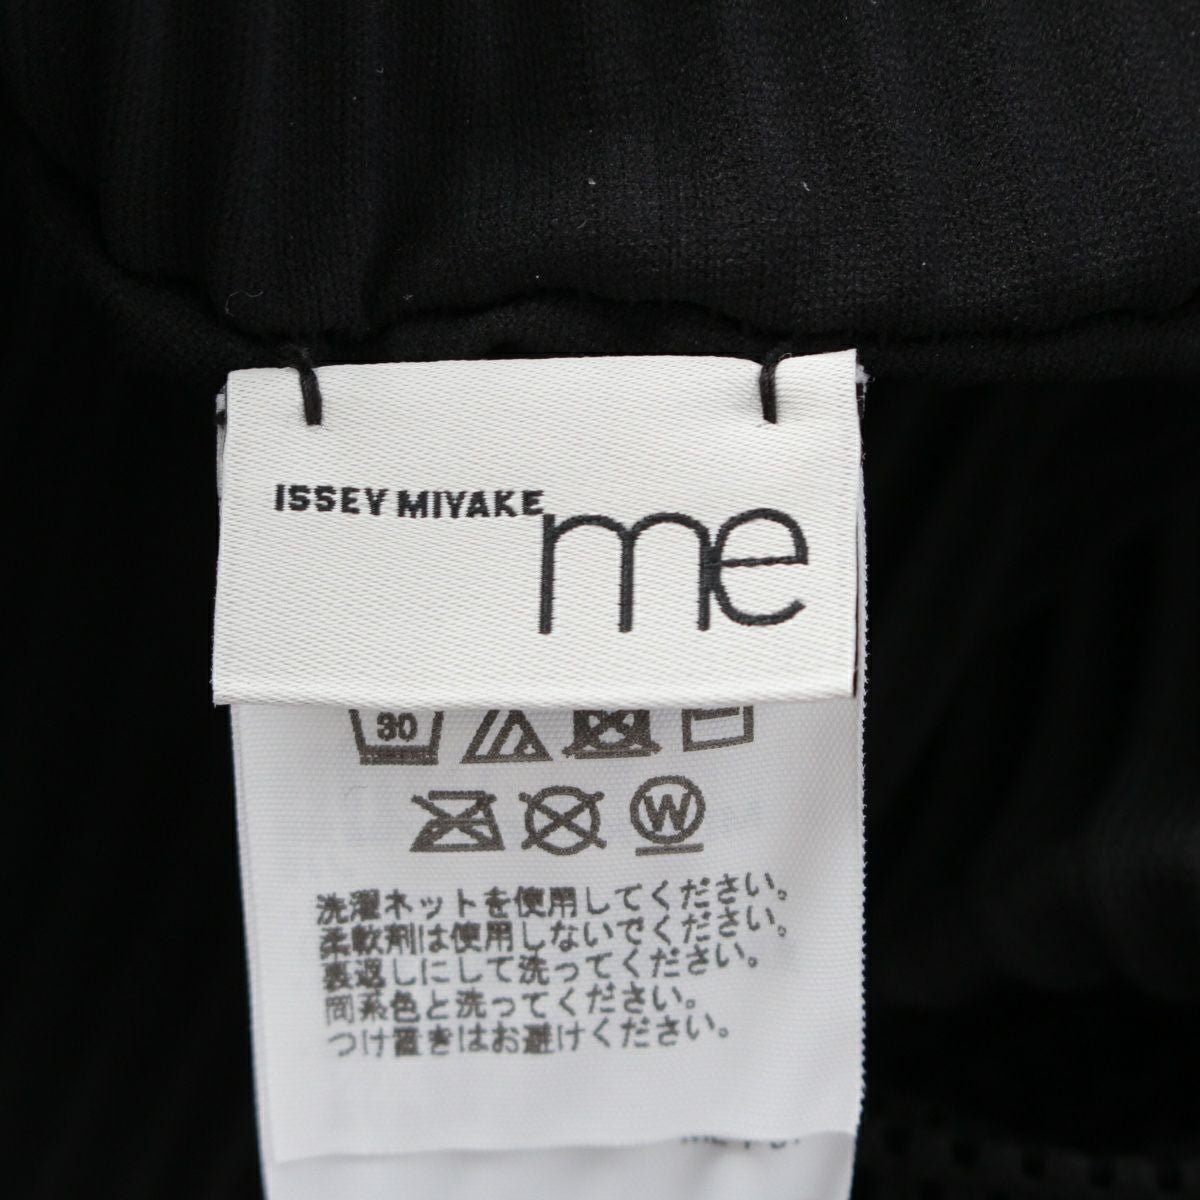 ISSEY MIYAKE
me
30
W
洗濯ネットを使用してください。
柔軟剤は使用しないでください。
裏返しにして洗ってください。
同系色と洗ってください。
つけ置きはお避けください。